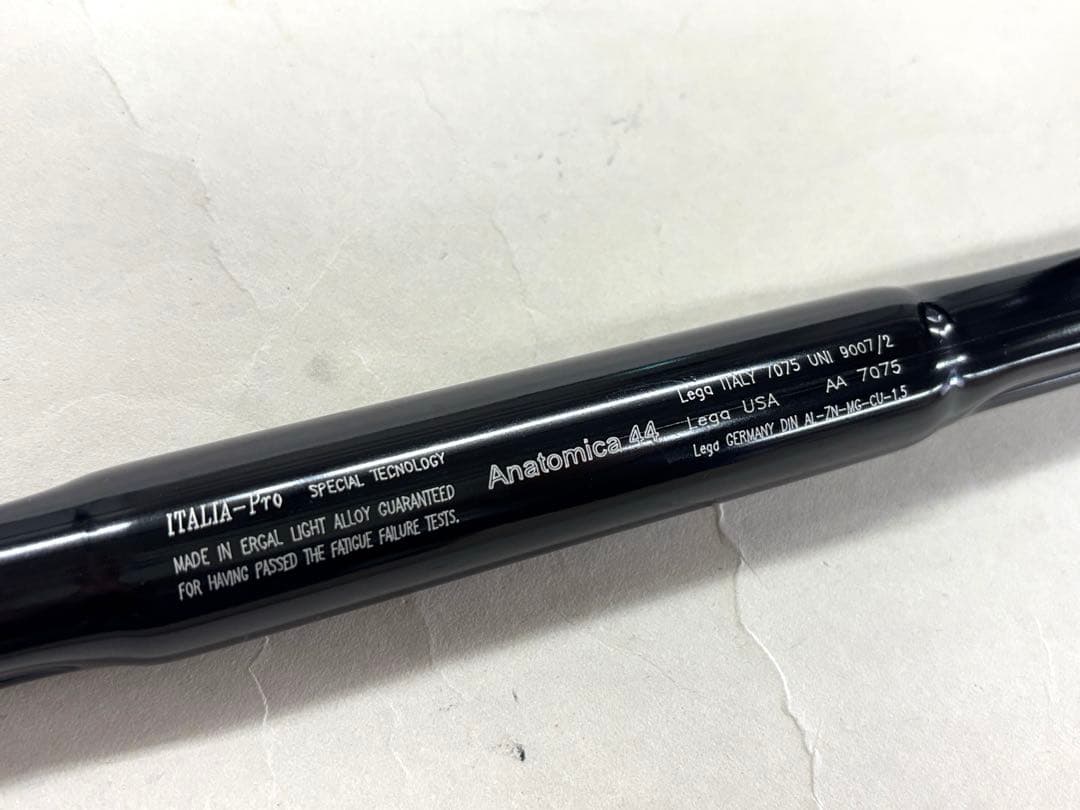 ITALIA-Pro SPECIAL TECNOLOGY
MADE IN ERGAL LIGHT ALLOY GUARANTEED
FOR HAVING PASSED THE FATIGUE FAILURE TESTS.
Anatomica 44
Lega ITALY 7075 UNI 9007/2
Lega USA AA 7075
Lega GERMANY DIN Al-ZN-MG-CU-1.5